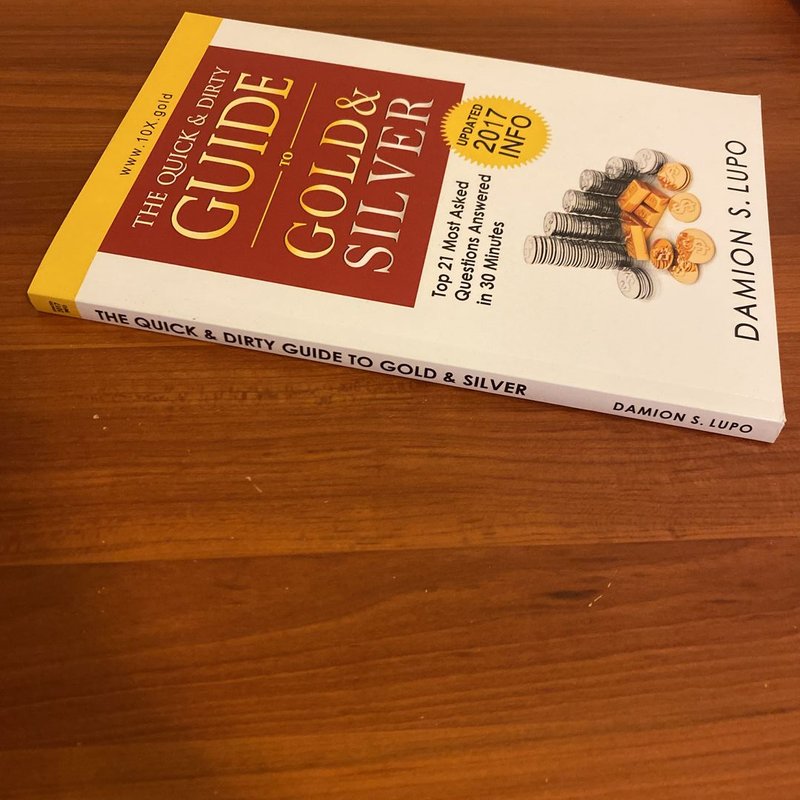 www.10X.gold
THE QUICK & DIRTY
GUIDE
TO
GOLD &
SILVER
UPDATED
2017
INFO
Top 21 Most Asked
Questions Answered
in 30 Minutes
DAMION S. LUPO
THE QUICK & DIRTY GUIDE TO GOLD & SILVER
DAMION S. LUPO